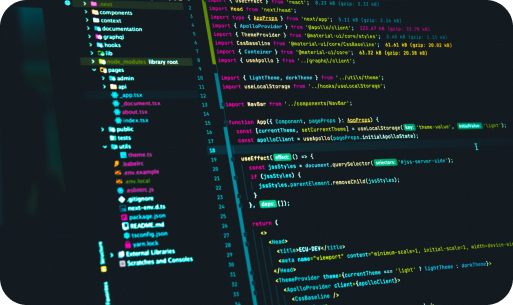 next
components
context
documentation
graphql
hooks
lib
node_modules library root
pages
admin
api
_app.tsx
_document.tsx
about.tsx
index.tsx
public
tests
utils
theme.ts
.babelrc
.env.example
.env.local
.eslintrc.js
.gitignore
next-env.d.ts
package.json
README.md
tsconfig.json
yarn.lock
External Libraries
Scratches and Consoles
import { useEffect } from 'react';
import Head from 'next/head';
import type { AppProps } from 'next/app';
import { ApolloProvider } from '@apollo/client';
import { ThemeProvider } from '@material-ui/core/styles';
import CssBaseline from '@material-ui/core/CssBaseline';
import { Container } from '@material-ui/core';
import { useApollo } from '../graphql/client';
import { lightTheme, darkTheme } from '../utils/theme';
import useLocalStorage from '../hooks/useLocalStorage';
import NavBar from '../components/NavBar';
function App({ Component, pageProps }: AppProps) {
const [currentTheme, setCurrentTheme] = useLocalStorage( key: 'theme-value', 'light');
const apolloClient = useApollo(pageProps.initialApolloState);
18
useEffect( effect: () => {
const jssStyles = document.querySelector( selectors: '#jss-server-side');
if (jssStyles) {
jssStyles.parentElement.removeChild(jssStyles);
}
}, deps: []);
return (
<>
<Head>
<title>ECU-DEV</title>
<meta name="viewport" content="minimum-scale=1, initial-scale=1,
</Head>
<ThemeProvider theme={currentTheme === 'light' ? lightTheme : darkTheme}>
<ApolloProvider client={apolloClient}>
<CssBaseline />